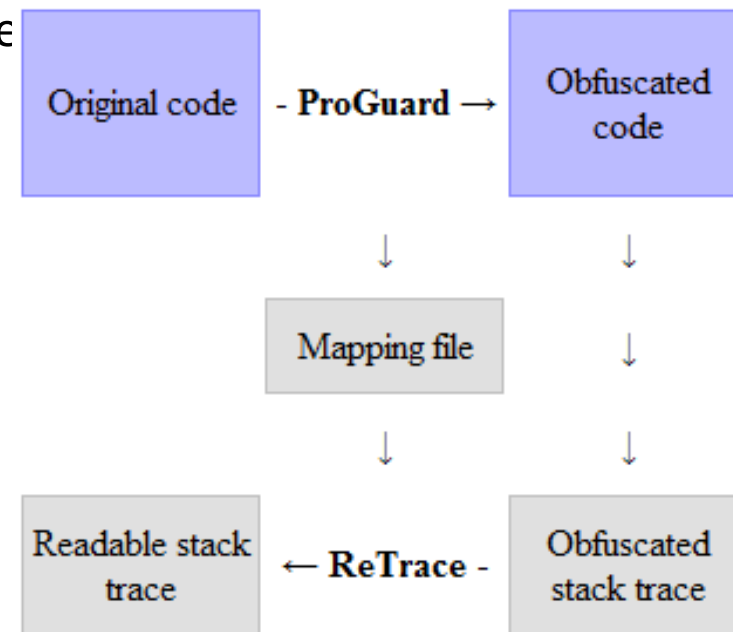 Original code - ProGuard → Obfuscated
code
↓ ↓
Mapping file ↓
↓ ↓
Readable stack
trace
← ReTrace -
Obfuscated
stack trace